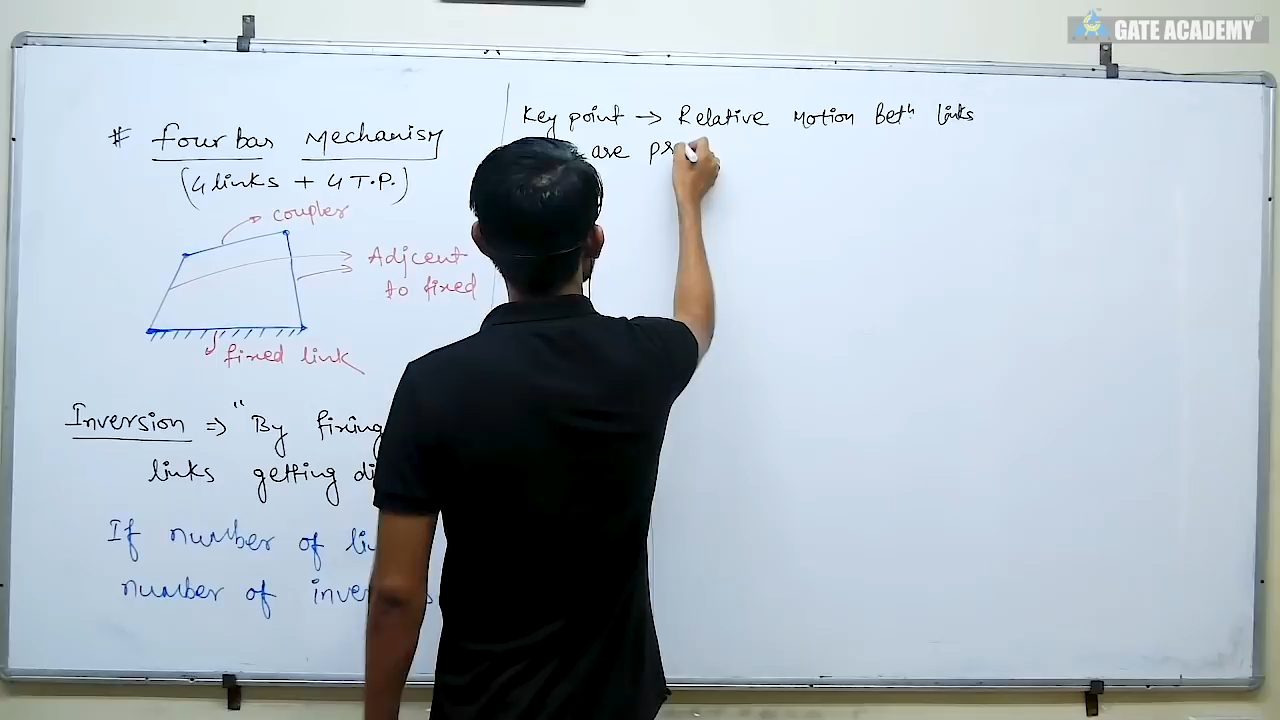 # four bar Mechanism
(4 links + 4 T.P.)
coupler
Adjcent
to fixed
fixed link
Inversion => "By fixing
links getting di
If number of li
number of inver s
Key point → Relative Motion Betⁿ links
are pr
GATE ACADEMY